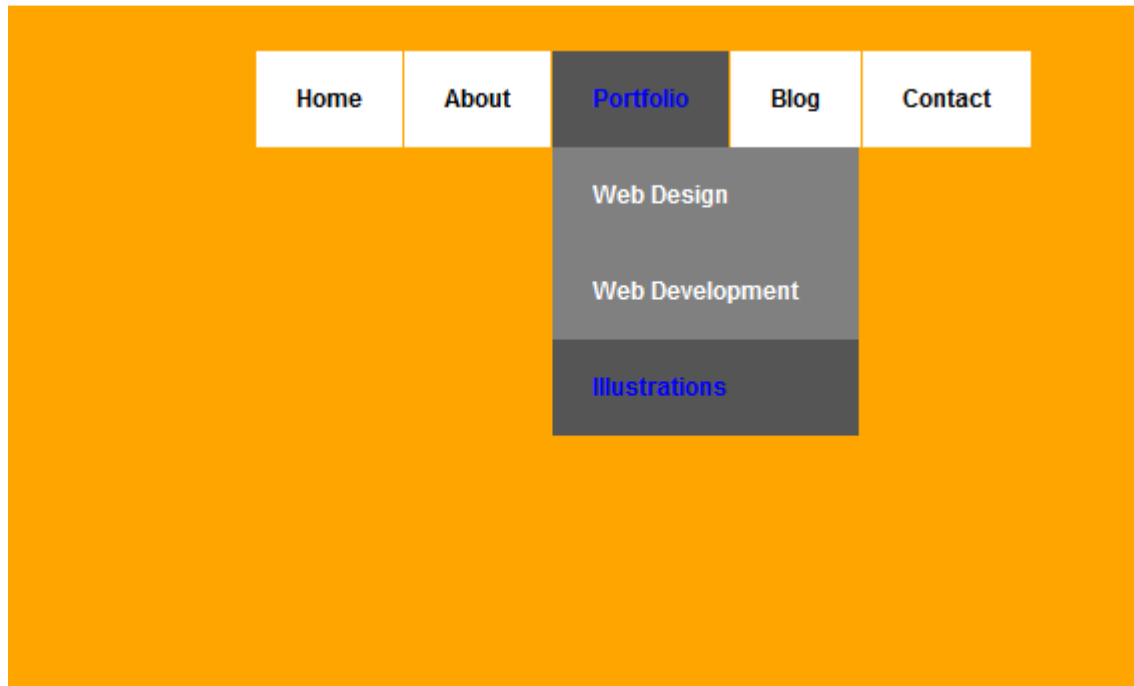 Home About Portfolio Blog Contact
Web Design
Web Development
Illustrations